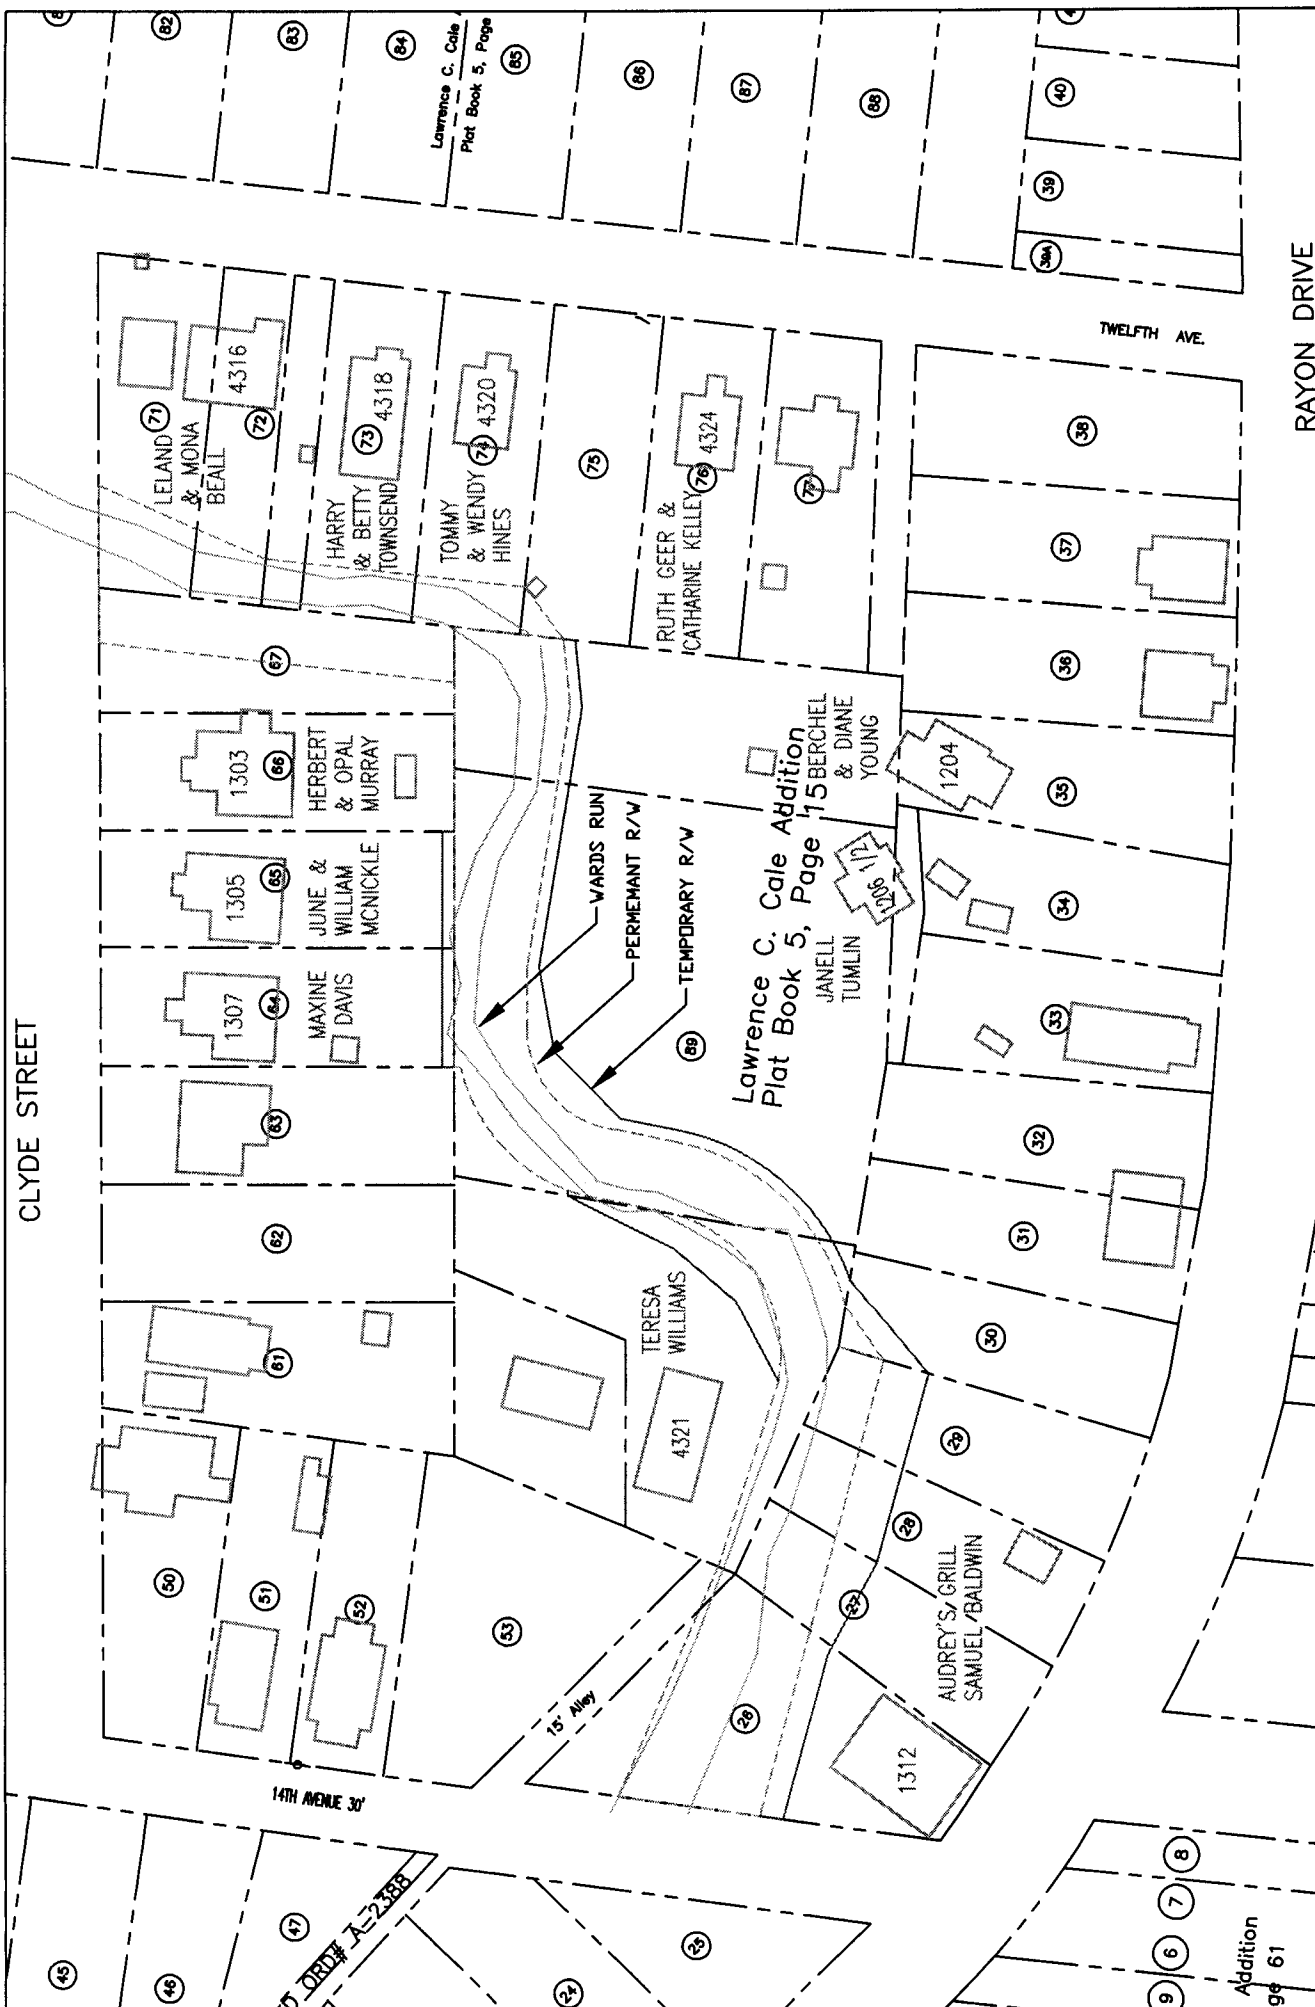 CLYDE STREET
RAYON DRIVE
TWELFTH AVE.
14TH AVENUE 30'
15' Alley
Lawrence C. Cale
Plat Book 5, Page
82
83
84
85
86
87
88
40
39
39A
LELAND
& MONA
BEALL
71
72
4316
HARRY
& BETTY
TOWNSEND
73
4318
TOMMY
& WENDY
HINES
74
4320
75
RUTH GEER &
CATHARINE KELLEY
76
4324
38
37
36
35
34
33
32
31
30
29
28
27
26
67
HERBERT
& OPAL
MURRAY
1303
66
JUNE &
WILLIAM
MCNICKLE
1305
65
MAXINE
DAVIS
1307
64
63
62
61
WARDS RUN
PERMEMANT R/W
TEMPORARY R/W
89
Lawrence C. Cale Addition
Plat Book 5, Page 15
BERCHEL
& DIANE
YOUNG
1204
1206 1/2
JANELL
TUMLIN
TERESA
WILLIAMS
4321
50
51
52
53
AUDREY'S GRILL
SAMUEL BALDWIN
1312
45
46
47
ORD# A-2388
24
25
9
6
7
8
Addition
61